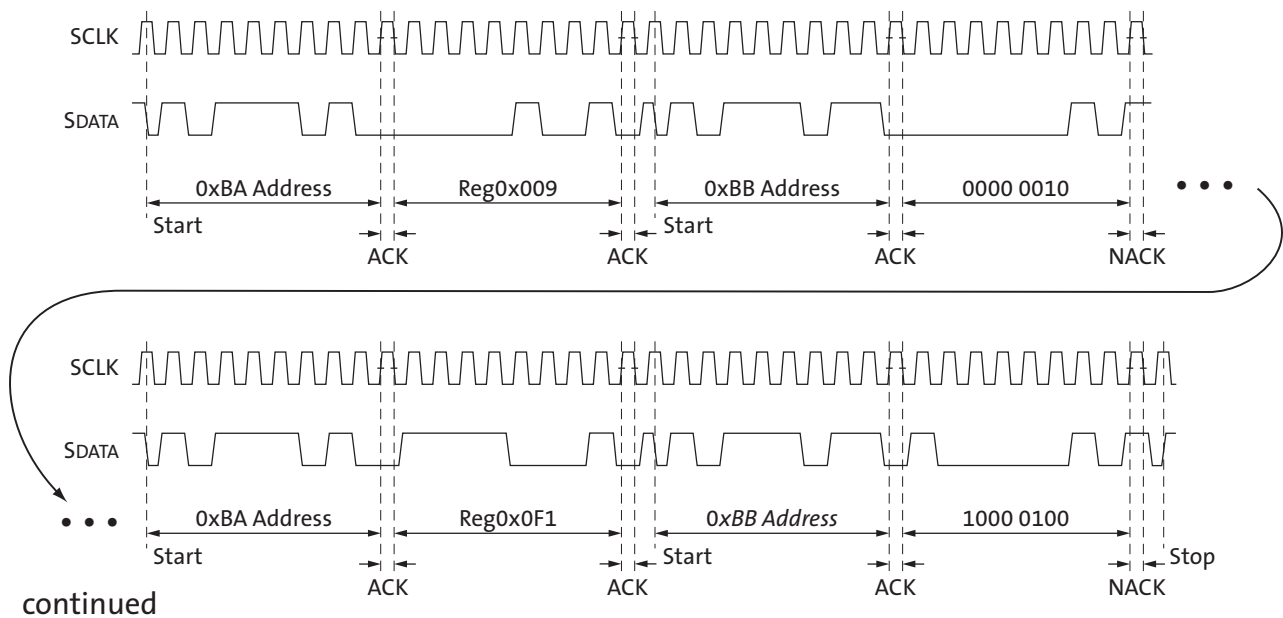 SCLK
SDATA
0xBA Address Reg0x009 0xBB Address 0000 0010 • • •
Start Start
ACK ACK ACK NACK
SCLK
SDATA
• • • 0xBA Address Reg0x0F1 0xBB Address 1000 0100
Start Start Stop
ACK ACK ACK NACK
continued